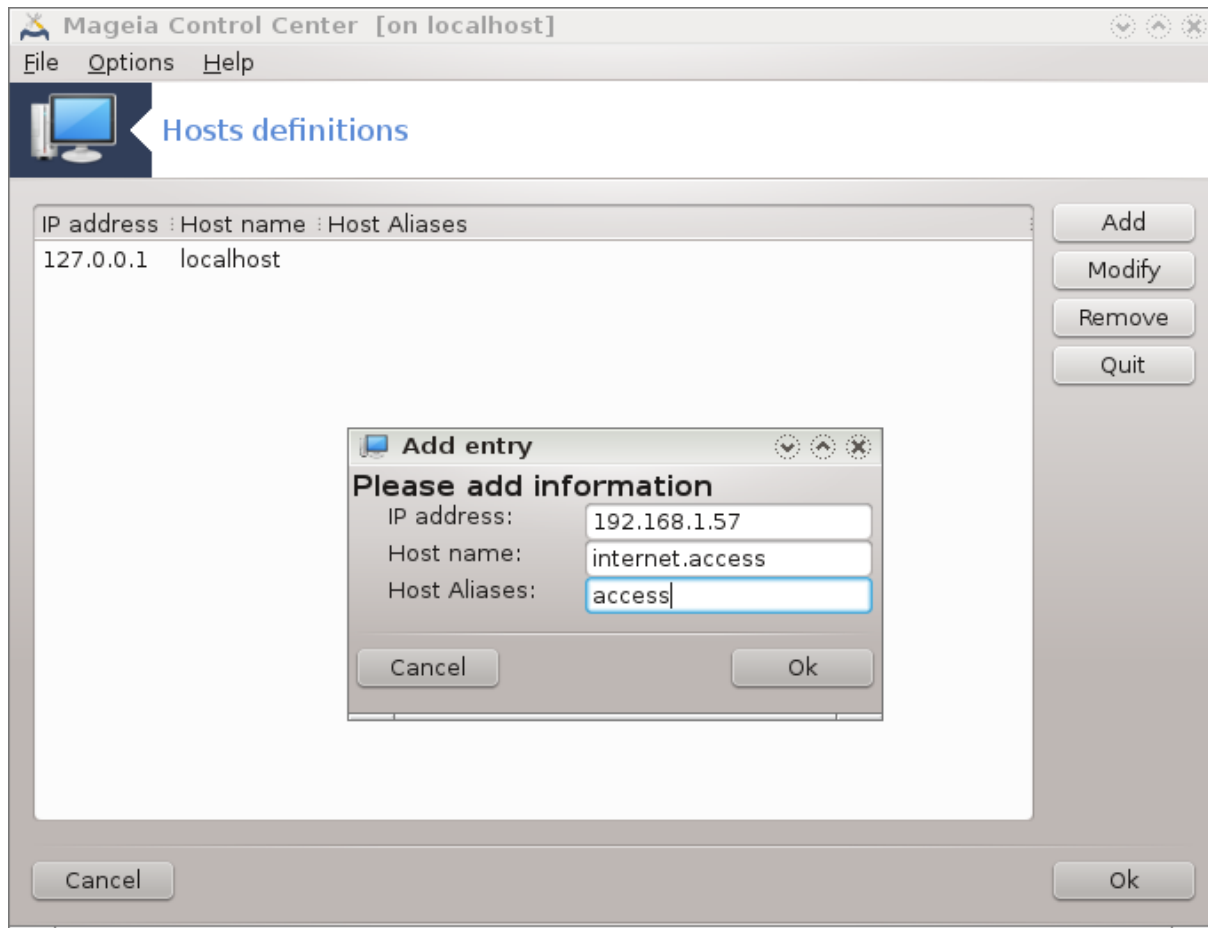 Mageia Control Center [on localhost]
File Options Help
Hosts definitions
IP address Host name Host Aliases
127.0.0.1 localhost
Add
Modify
Remove
Quit
Add entry
Please add information
IP address: 192.168.1.57
Host name: internet.access
Host Aliases: access
Cancel Ok
Cancel Ok